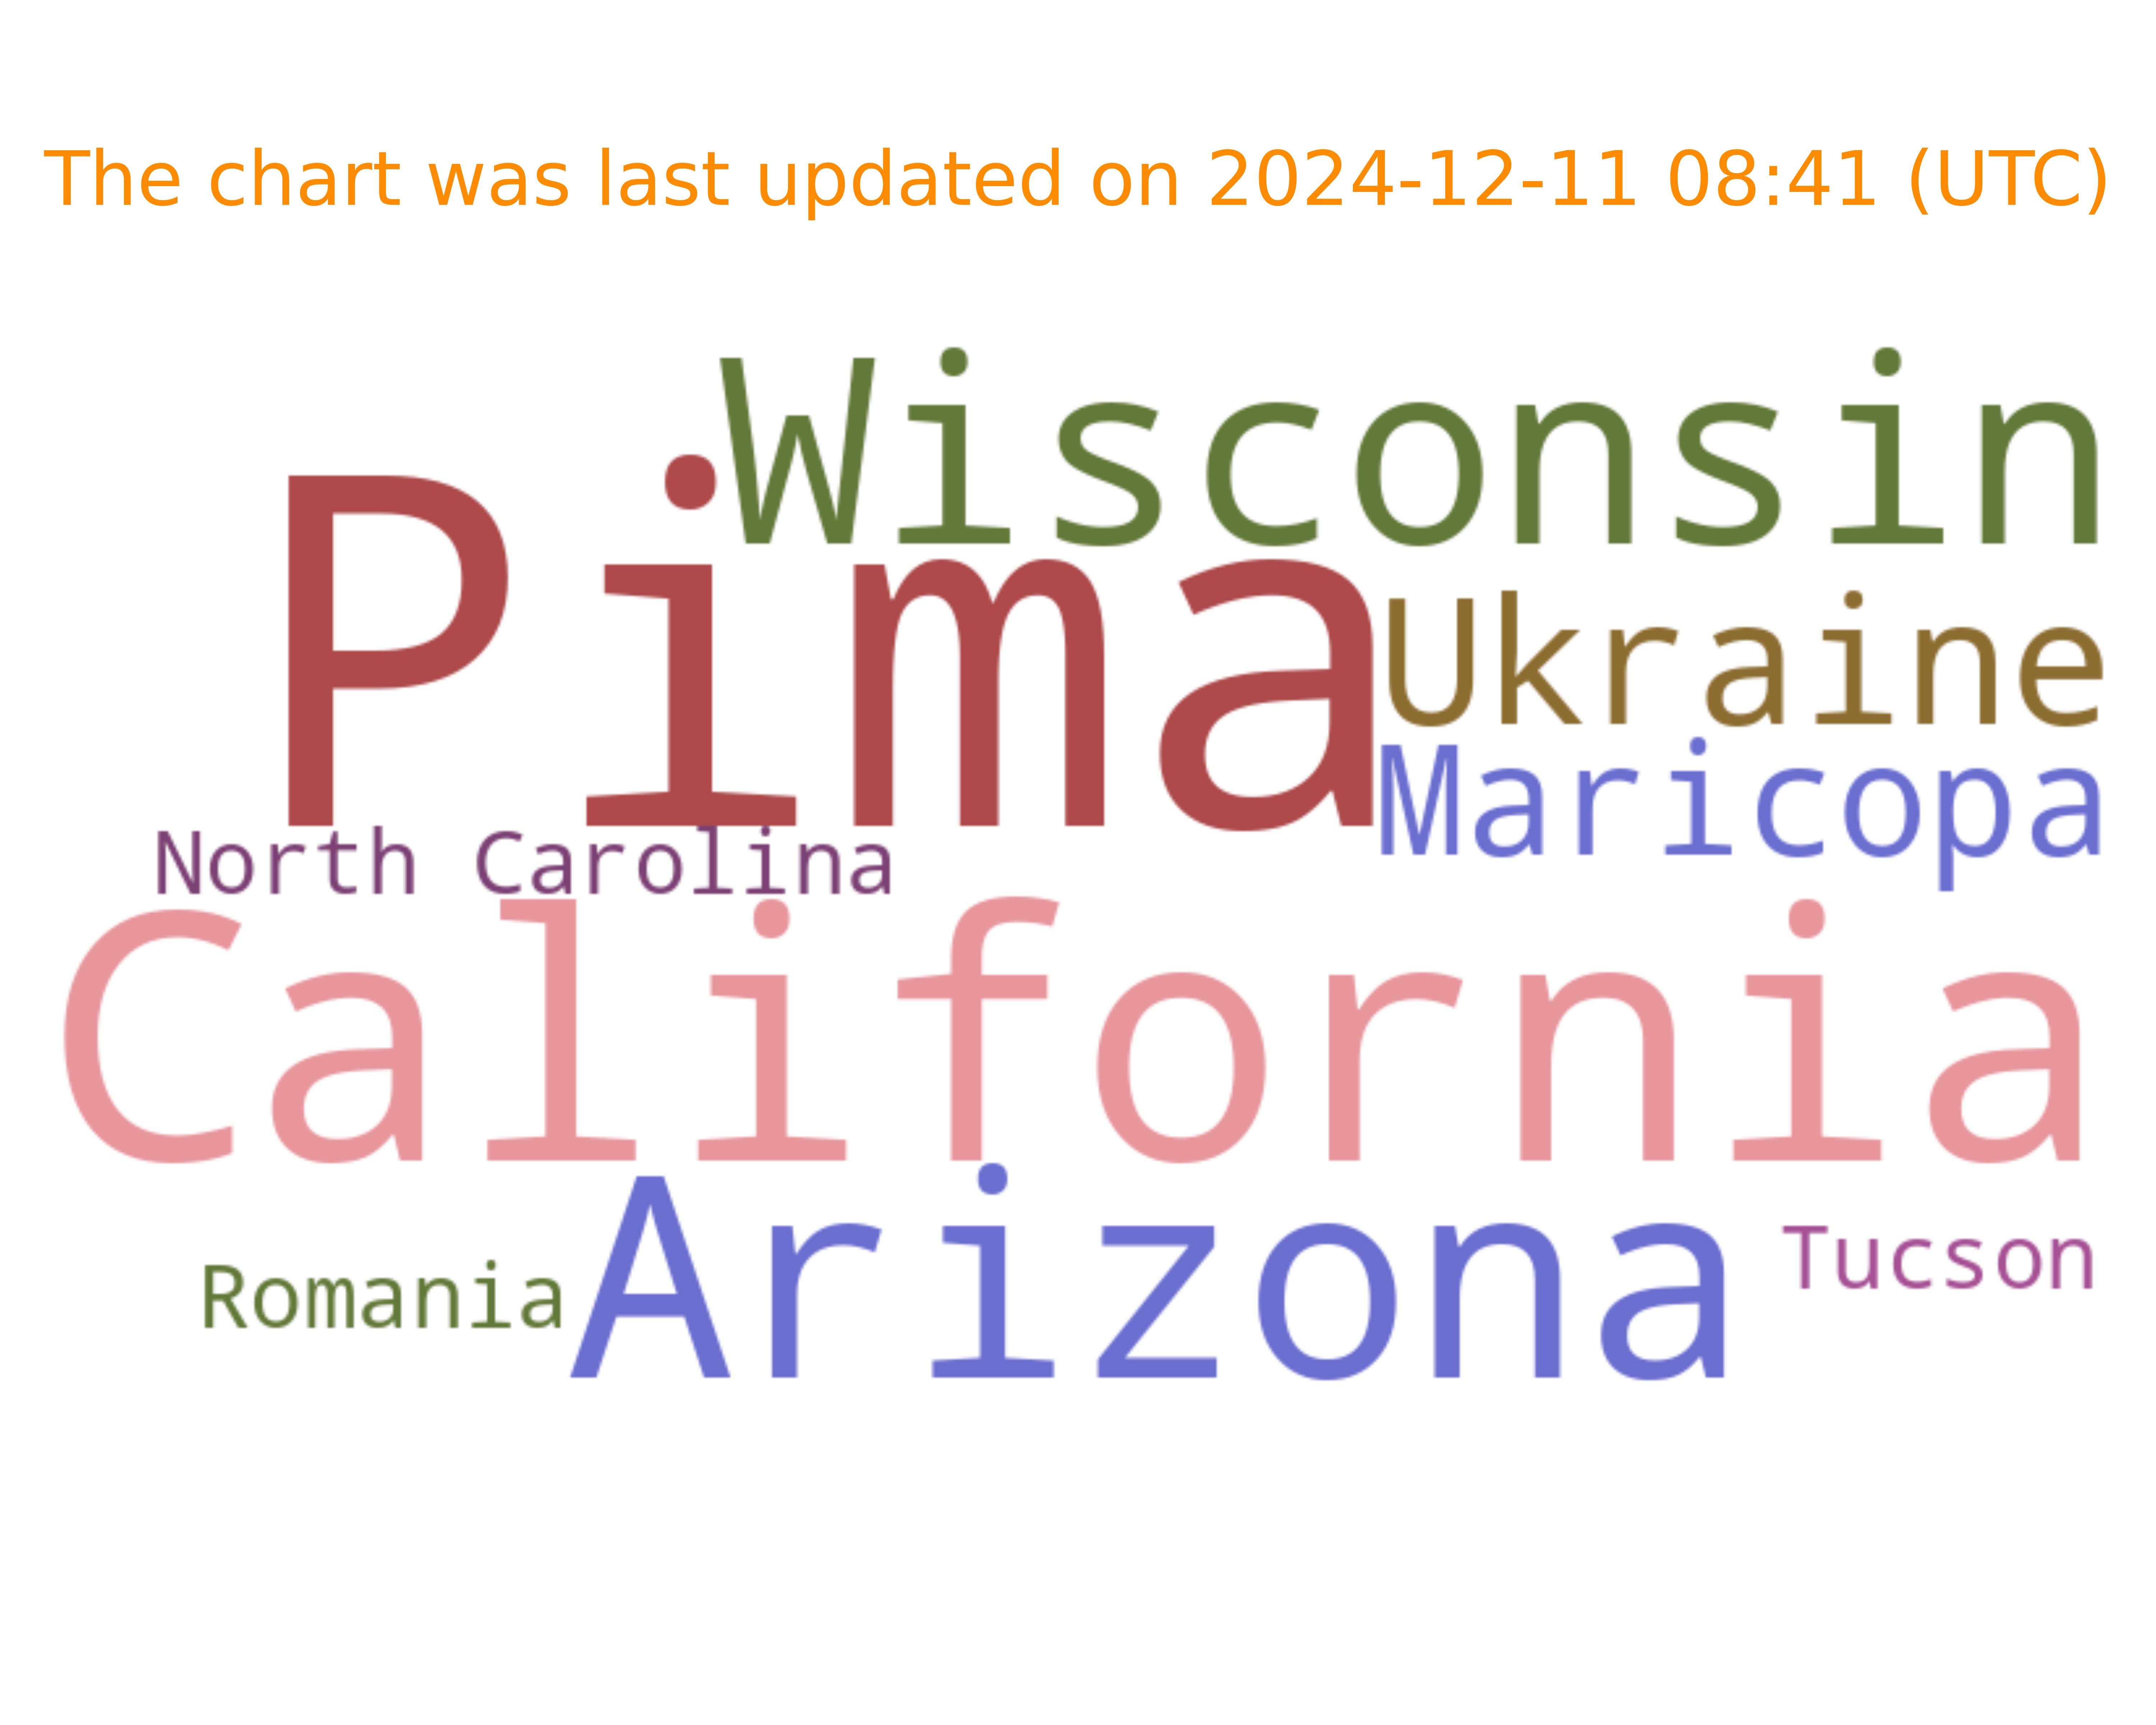 The chart was last updated on 2024-12-11 08:41 (UTC)
Wisconsin
Pima
Ukraine
Maricopa
North Carolina
California
Arizona
Tucson
Romania